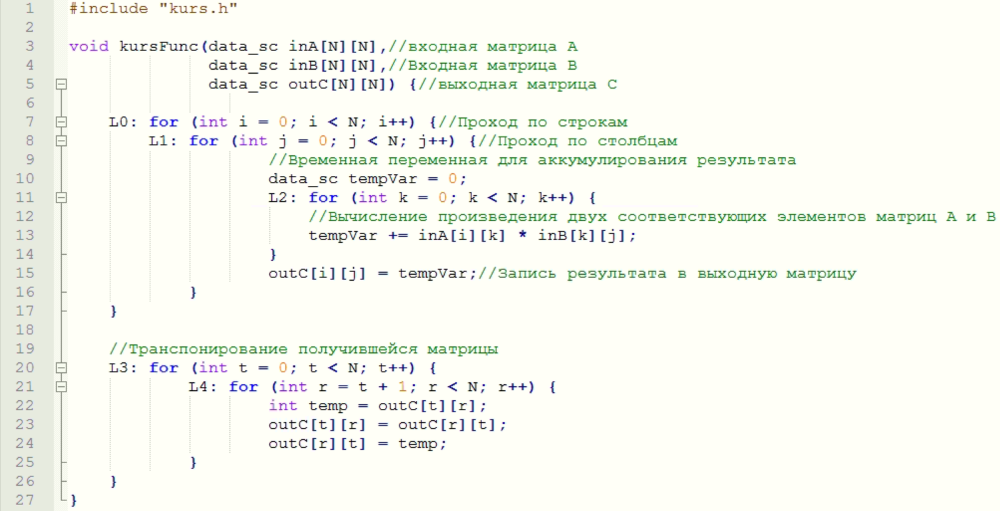 1 #include "kurs.h"
2
3 void kursFunc(data_sc inA[N][N],//входная матрица А
4 data_sc inB[N][N],//Входная матрица В
5 data_sc outC[N][N]) {//выходная матрица С
6
7 L0: for (int i = 0; i < N; i++) {//Проход по строкам
8 L1: for (int j = 0; j < N; j++) {//Проход по столбцам
9 //Временная переменная для аккумулирования результата
10 data_sc tempVar = 0;
11 L2: for (int k = 0; k < N; k++) {
12 //Вычисление произведения двух соответствующих элементов матриц А и В
13 tempVar += inA[i][k] * inB[k][j];
14 }
15 outC[i][j] = tempVar;//Запись результата в выходную матрицу
16 }
17 }
18
19 //Транспонирование получившейся матрицы
20 L3: for (int t = 0; t < N; t++) {
21 L4: for (int r = t + 1; r < N; r++) {
22 int temp = outC[t][r];
23 outC[t][r] = outC[r][t];
24 outC[r][t] = temp;
25 }
26 }
27 }